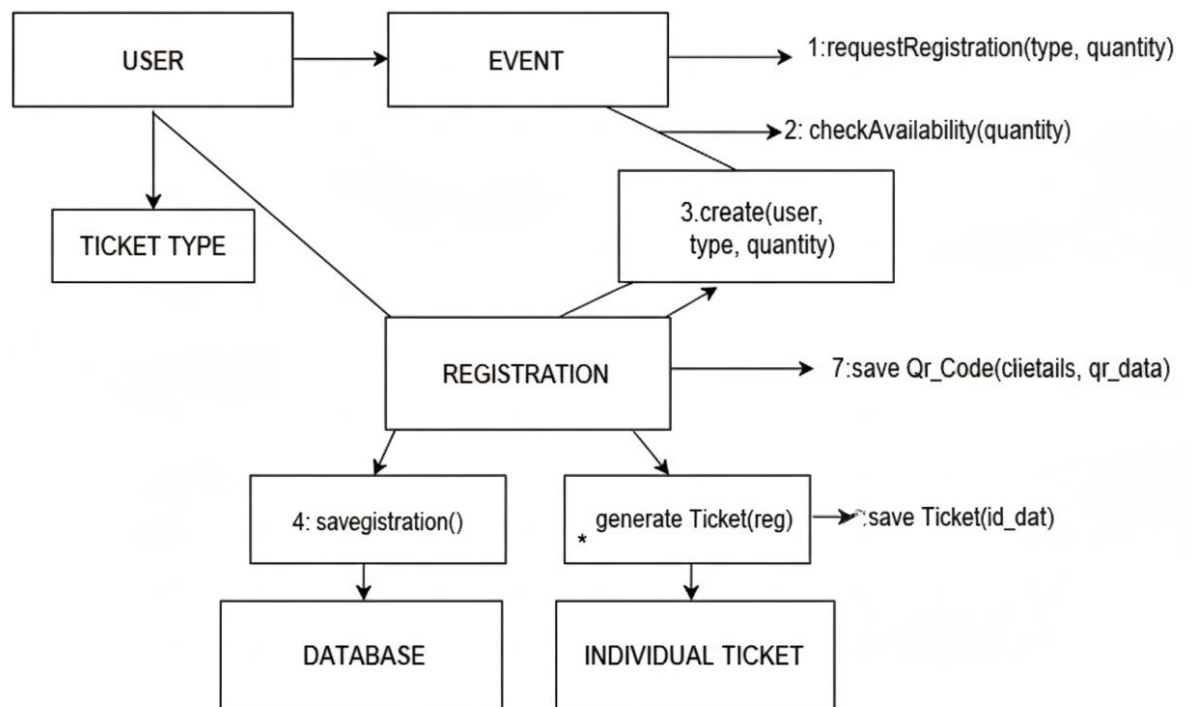 USER
EVENT
1:requestRegistration(type, quantity)
2: checkAvailability(quantity)
3.create(user,
type, quantity)
TICKET TYPE
REGISTRATION
7:save Qr_Code(clietails, qr_data)
4: savegistration()
* generate Ticket(reg)
:save Ticket(id_dat)
DATABASE
INDIVIDUAL TICKET